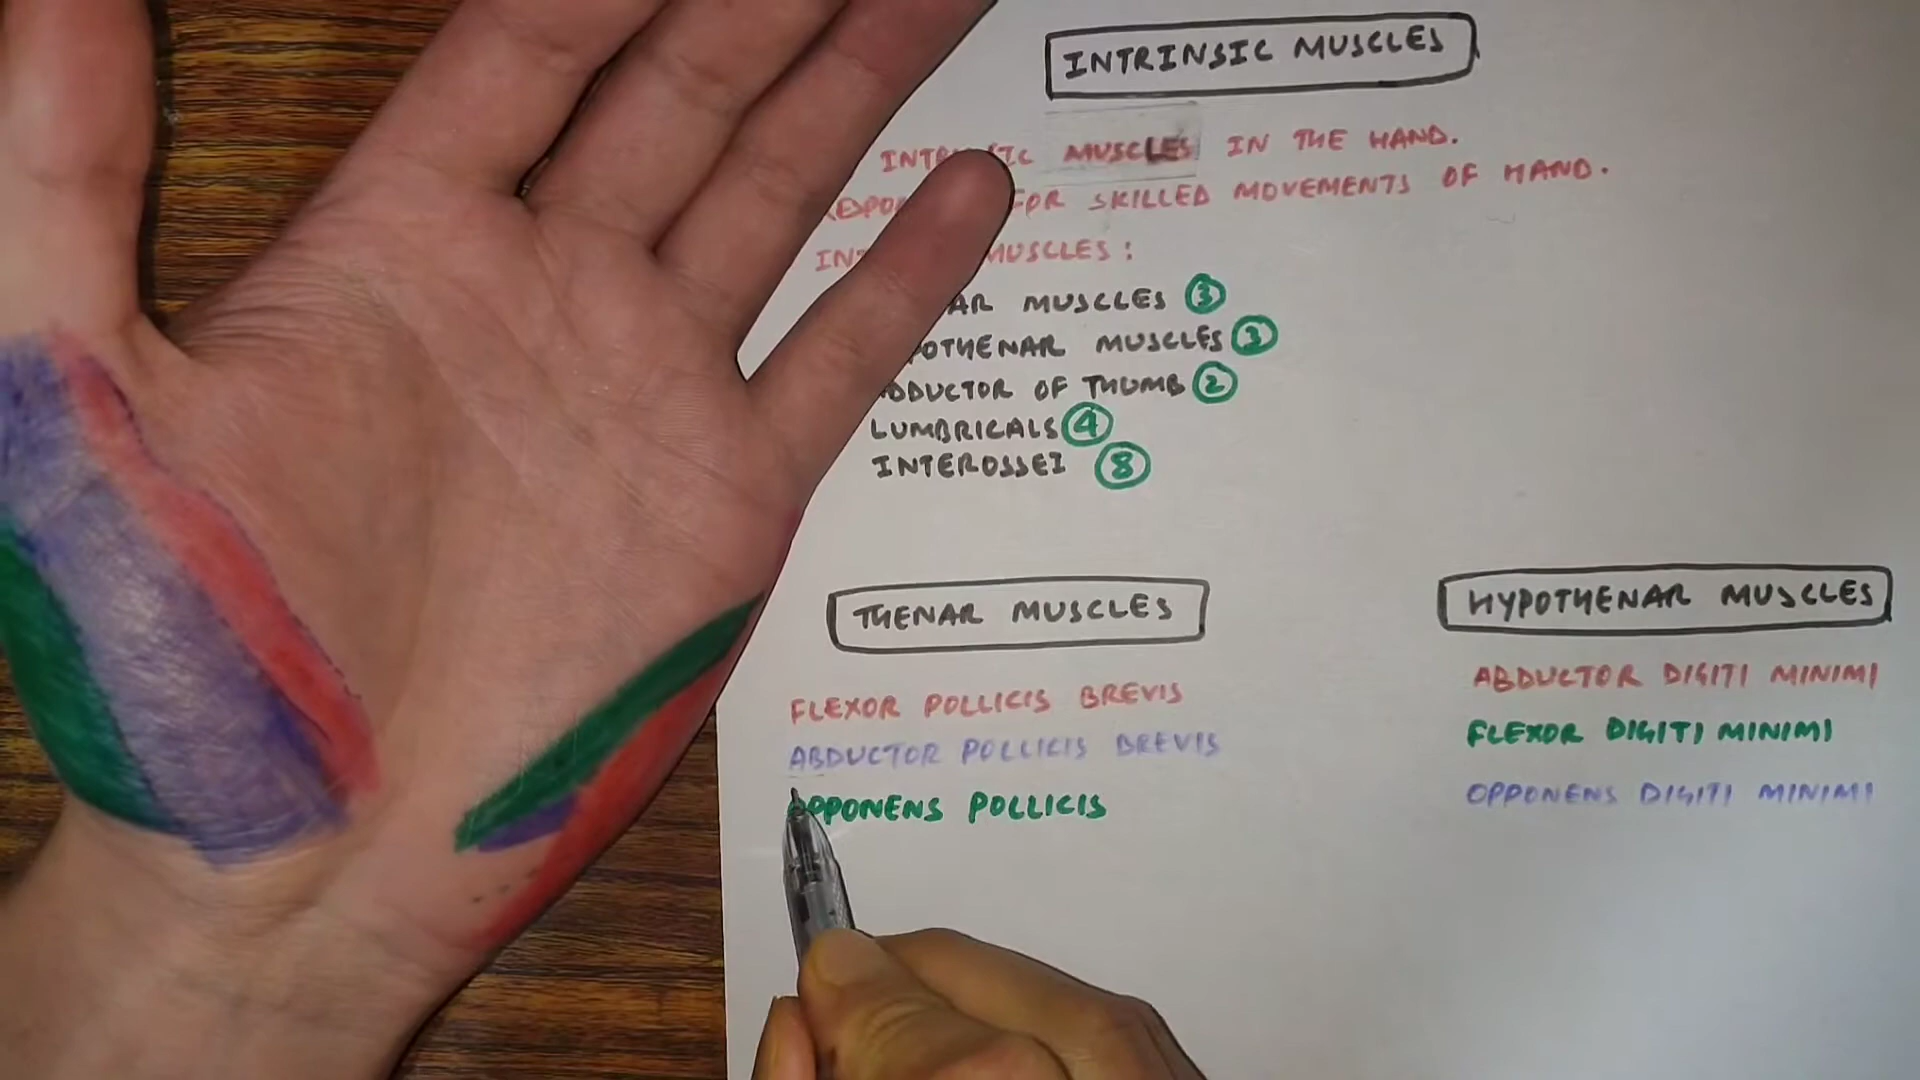 INTRINSIC MUSCLES
MUSCLES IN THE HAND.
FOR SKILLED MOVEMENTS OF HAND.
MUSCLES:
MUSCLES 3
MUSCLES 3
OF THUMB 2
LUMBRICALS 4
INTEROSSEI 8
THENAR MUSCLES
FLEXOR POLLICIS BREVIS
ABDUCTOR POLLICIS BREVIS
OPPONENS POLLICIS
HYPOTHENAR MUSCLES
ABDUCTOR DIGITI MINIMI
FLEXOR DIGITI MINIMI
OPPONENS DIGITI MINIMI